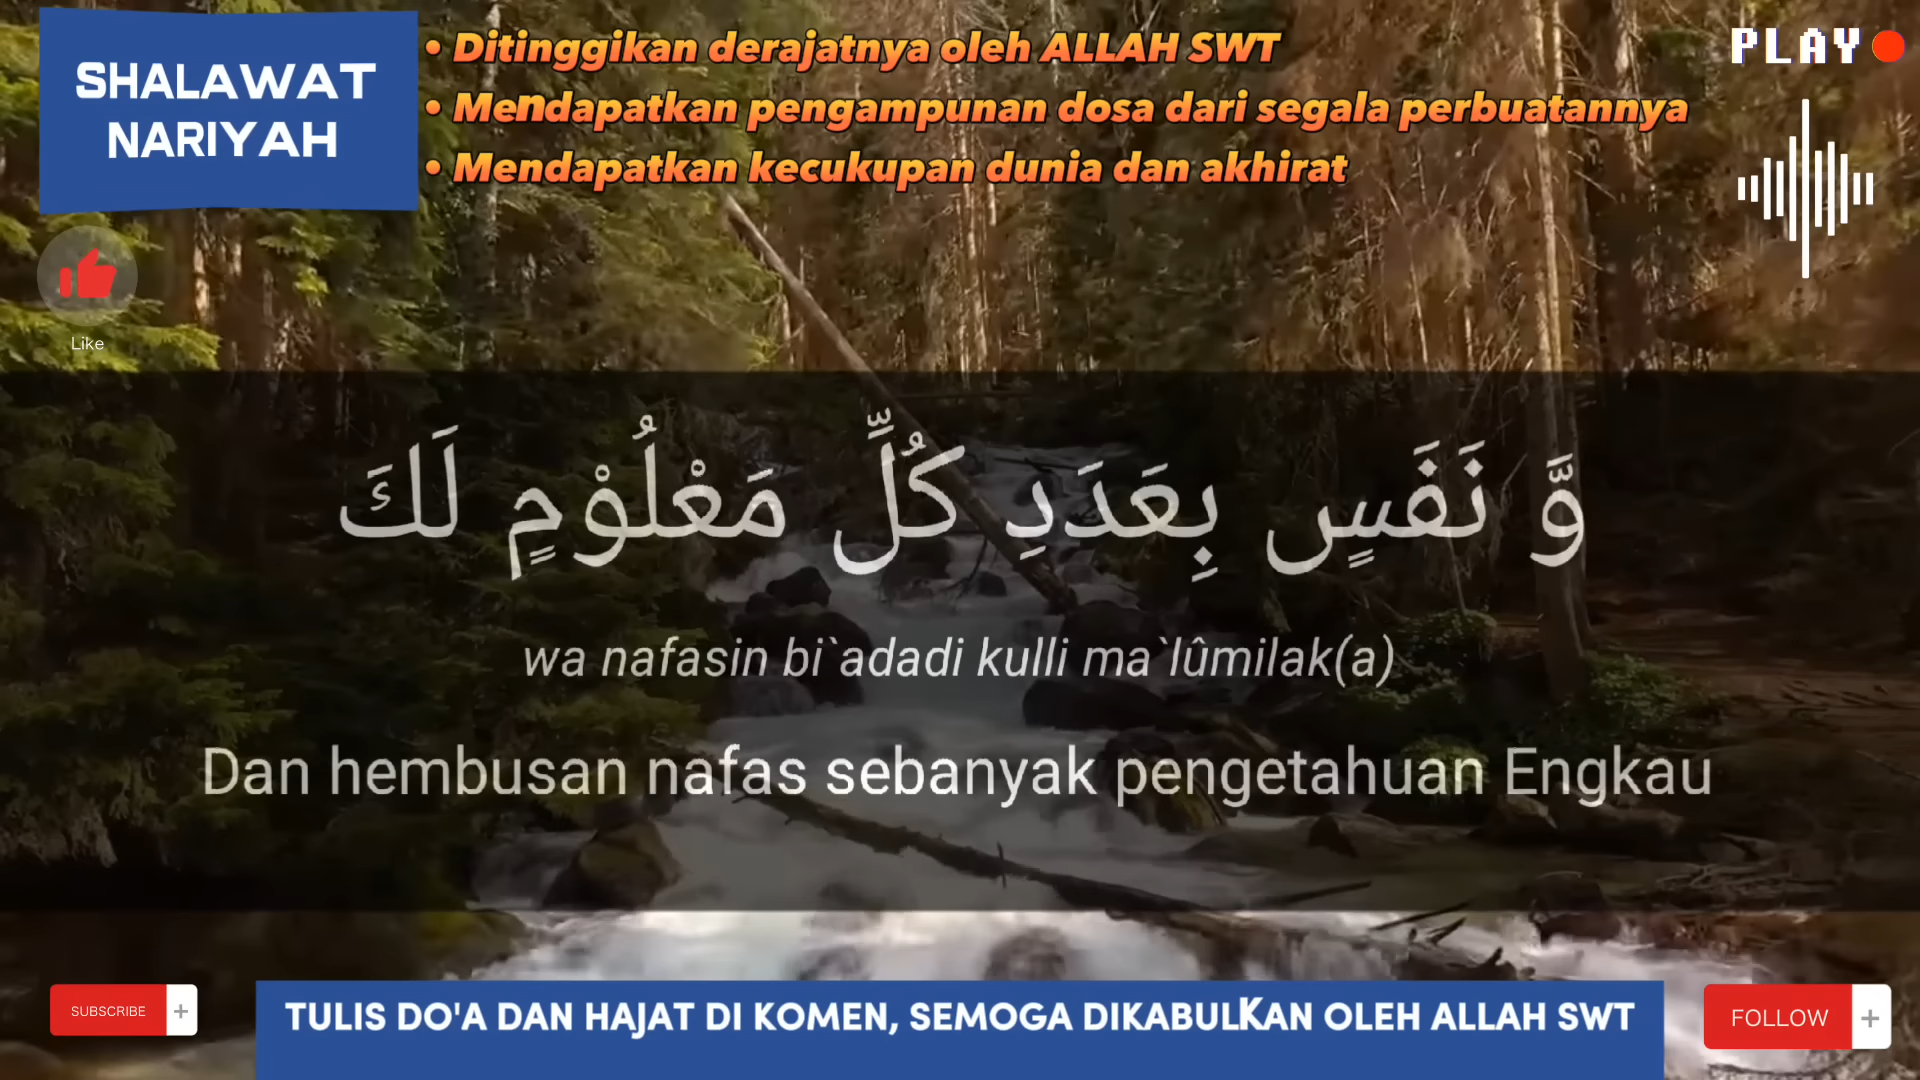 SHALAWAT
NARIYAH
• Ditinggikan derajatnya oleh ALLAH SWT
• Mendapatkan pengampunan dosa dari segala perbuatannya
• Mendapatkan kecukupan dunia dan akhirat
PLAY
Like
وَّ نَفَسٍ بِعَدَدِ كُلِّ مَعْلُوْمٍ لَكَ
wa nafasin bi`adadi kulli ma`lûmilak(a)
Dan hembusan nafas sebanyak pengetahuan Engkau
SUBSCRIBE +
TULIS DO'A DAN HAJAT DI KOMEN, SEMOGA DIKABULKAN OLEH ALLAH SWT
FOLLOW +